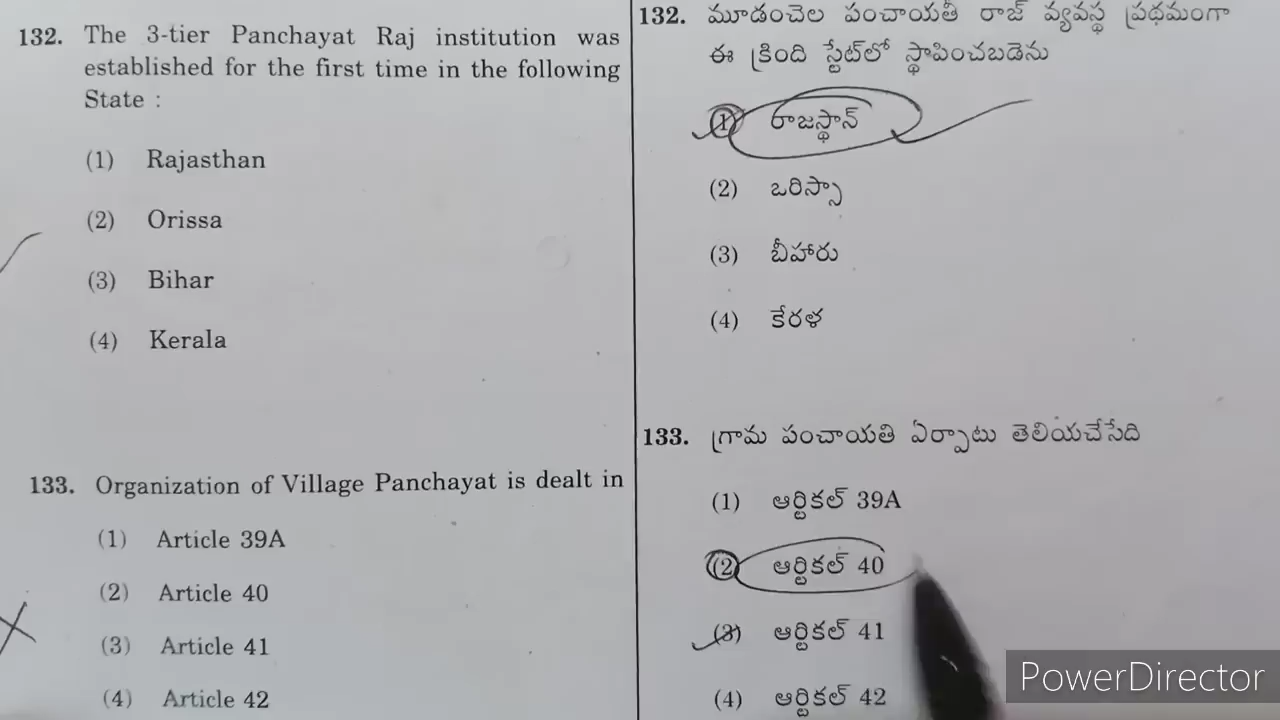 132. The 3-tier Panchayat Raj institution was
established for the first time in the following
State :
(1) Rajasthan
(2) Orissa
(3) Bihar
(4) Kerala
133. Organization of Village Panchayat is dealt in
(1) Article 39A
(2) Article 40
(3) Article 41
(4) Article 42
132. మూడంచెల పంచాయతీ రాజ్ వ్యవస్థ ప్రథమంగా
ఈ క్రింది స్టేట్‌లో స్థాపించబడెను
(1) రాజస్థాన్
(2) ఒరిస్సా
(3) బీహారు
(4) కేరళ
133. గ్రామ పంచాయతి ఏర్పాటు తెలియచేసేది
(1) ఆర్టికల్ 39A
(2) ఆర్టికల్ 40
(3) ఆర్టికల్ 41
(4) ఆర్టికల్ 42
PowerDirector